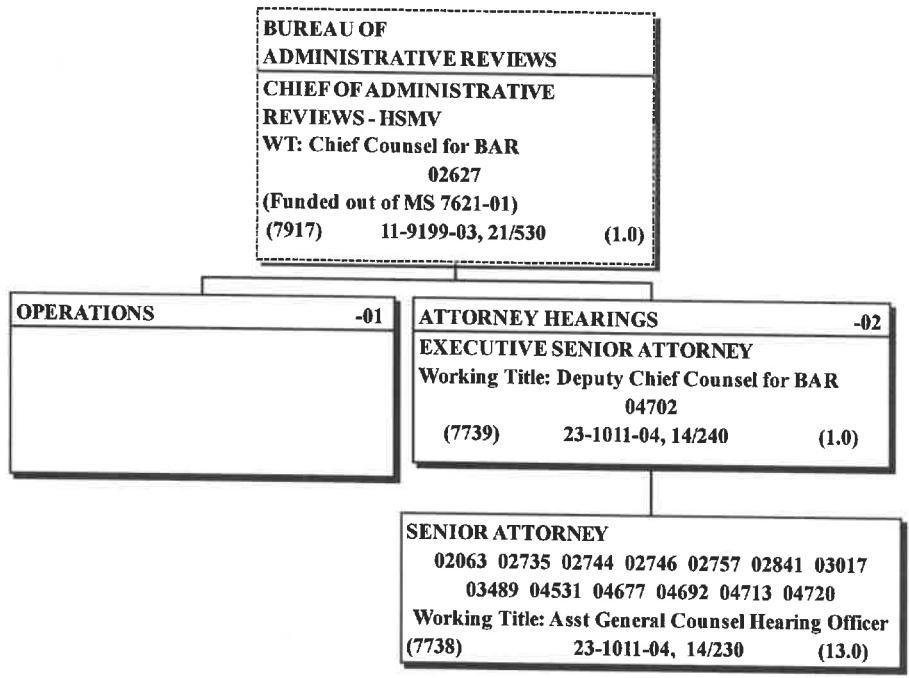 BUREAU OF
ADMINISTRATIVE REVIEWS
CHIEF OF ADMINISTRATIVE
REVIEWS - HSMV
WT: Chief Counsel for BAR
02627
(Funded out of MS 7621-01)
(7917) 11-9199-03, 21/530 (1.0)
OPERATIONS -01
ATTORNEY HEARINGS -02
EXECUTIVE SENIOR ATTORNEY
Working Title: Deputy Chief Counsel for BAR
04702
(7739) 23-1011-04, 14/240 (1.0)
SENIOR ATTORNEY
02063 02735 02744 02746 02757 02841 03017
03489 04531 04677 04692 04713 04720
Working Title: Asst General Counsel Hearing Officer
(7738) 23-1011-04, 14/230 (13.0)